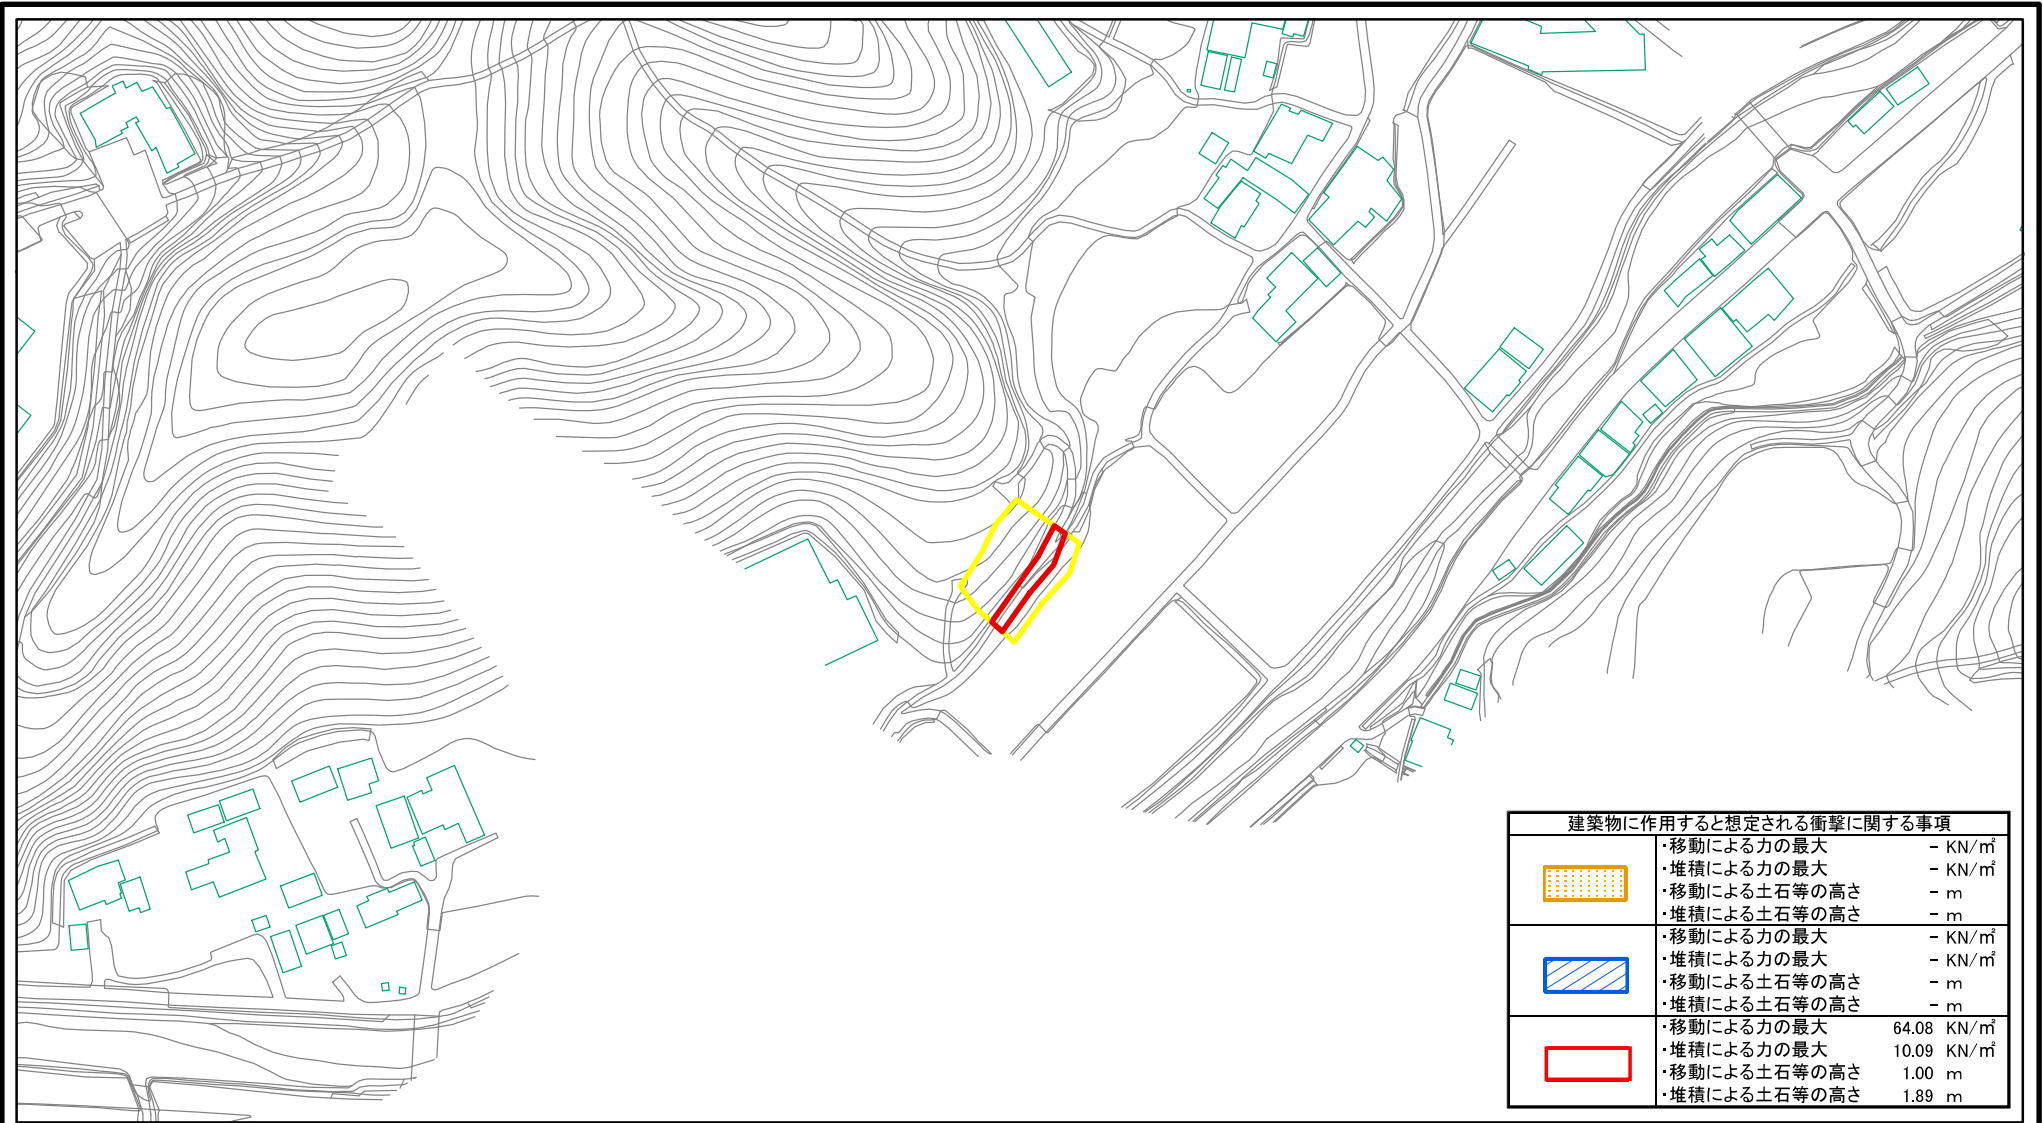 建築物に作用すると想定される衝撃に関する事項
・移動による力の最大 - KN/㎡
・堆積による力の最大 - KN/㎡
・移動による土石等の高さ - m
・堆積による土石等の高さ - m
・移動による力の最大 - KN/㎡
・堆積による力の最大 - KN/㎡
・移動による土石等の高さ - m
・堆積による土石等の高さ - m
・移動による力の最大 64.08 KN/㎡
・堆積による力の最大 10.09 KN/㎡
・移動による土石等の高さ 1.00 m
・堆積による土石等の高さ 1.89 m